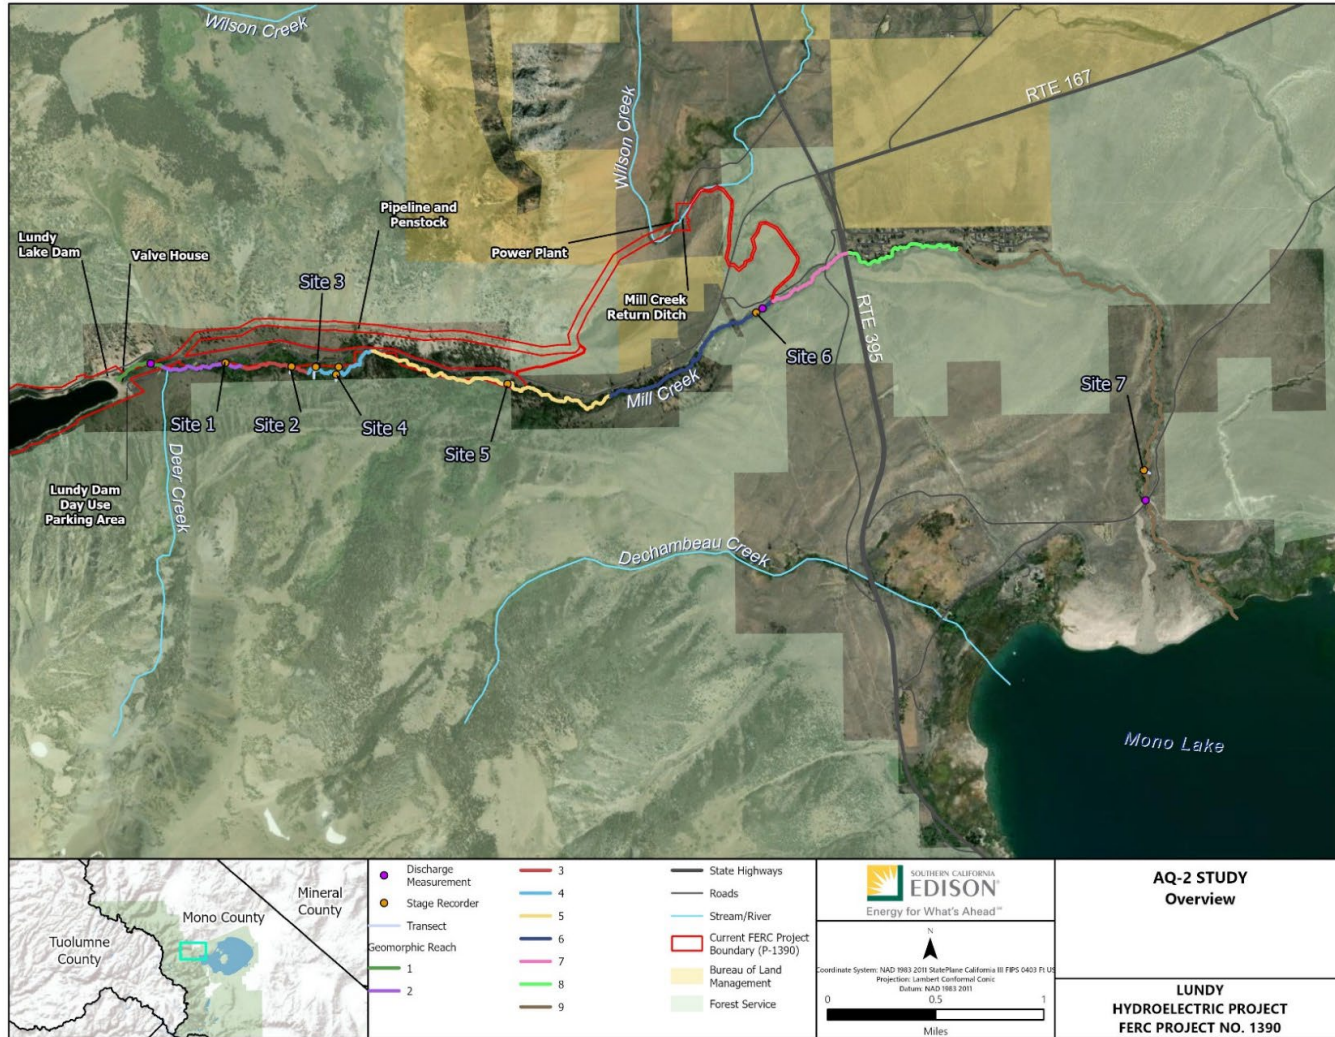 Wilson Creek
RTE 167
Wilson Creek
Pipeline and
Penstock
Lundy
Lake Dam
Valve House
Power Plant
Site 3
Mill Creek
Return Ditch
RTE 395
Site 6
Site 7
Mill Creek
Site 1
Site 2
Site 4
Site 5
Deer Creek
Lundy Dam
Day Use
Parking Area
Dechambeau Creek
Mono Lake
Mineral
County
Mono County
Tuolumne
County
Discharge
Measurement
Stage Recorder
Transect
Geomorphic Reach
1
2
3
4
5
6
7
8
9
State Highways
Roads
Stream/River
Current FERC Project
Boundary (P-1390)
Bureau of Land
Management
Forest Service
SOUTHERN CALIFORNIA
EDISON®
Energy for What's Ahead℠
N
Coordinate System: NAD 1983 2011 StatePlane California III FIPS 0403 Ft US
Projection: Lambert Conformal Conic
Datum: NAD 1983 2011
0 0.5 1
Miles
AQ-2 STUDY
Overview
LUNDY
HYDROELECTRIC PROJECT
FERC PROJECT NO. 1390